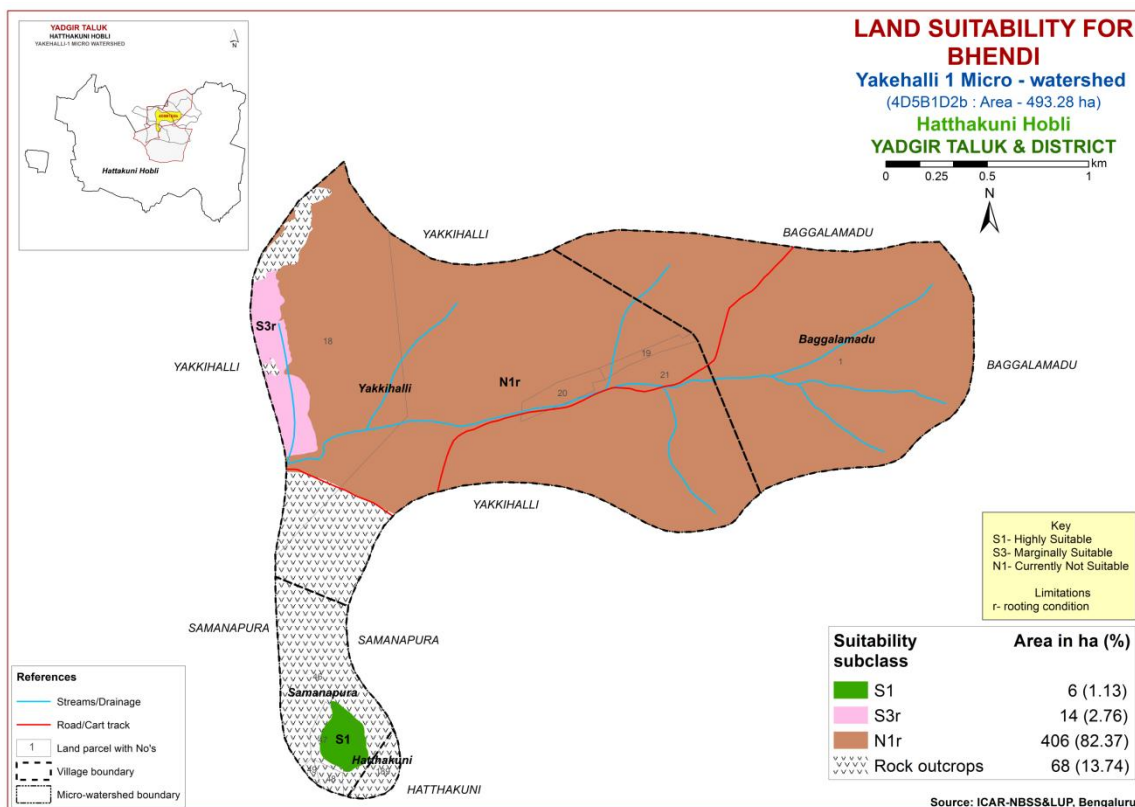 YADGIR TALUK
HATTHAKUNI HOBLI
YAKEHALLI-1 MICRO WATERSHED
N
Hattakuni Hobli
LAND SUITABILITY FOR
BHENDI
Yakehalli 1 Micro - watershed
(4D5B1D2b : Area - 493.28 ha)
Hatthakuni Hobli
YADGIR TALUK & DISTRICT
km
0 0.25 0.5 1
N
YAKKIHALLI
BAGGALAMADU
S3r
18
19
Baggalamadu
1
YAKKIHALLI
BAGGALAMADU
Yakkihalli
N1r
20
21
YAKKIHALLI
SAMANAPURA
SAMANAPURA
Samanapura
S1
Hatthakuni
HATTHAKUNI
Key
S1- Highly Suitable
S3- Marginally Suitable
N1- Currently Not Suitable
Limitations
r- rooting condition
Suitability subclass Area in ha (%)
S1 6 (1.13)
S3r 14 (2.76)
N1r 406 (82.37)
Rock outcrops 68 (13.74)
References
Streams/Drainage
Road/Cart track
1 Land parcel with No's
Village boundary
Micro-watershed boundary
Source: ICAR-NBSS&LUP, Bengaluru